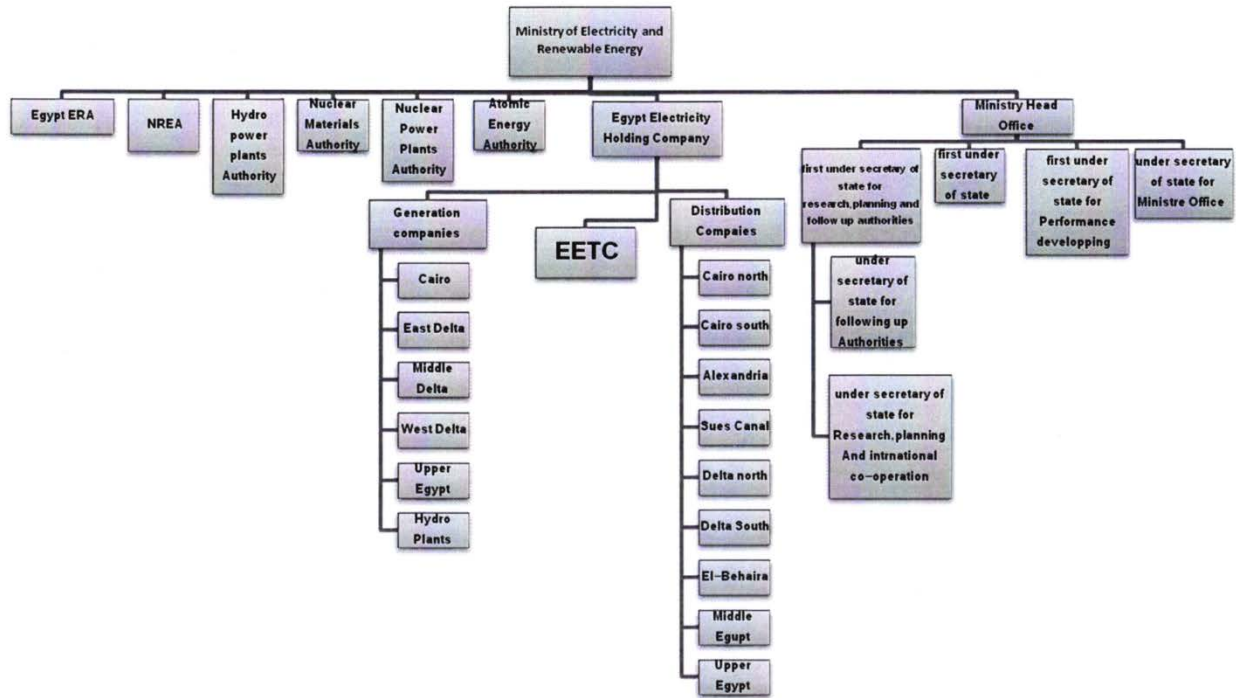 Ministry of Electricity and
Renewable Energy
Egypt ERA
NREA
Hydro
power
plants
Authority
Nuclear
Materials
Authority
Nuclear
Power
Plants
Authority
Atomic
Energy
Authority
Egypt Electricity
Holding Company
Ministry Head
Office
Generation
companies
EETC
Distribution
Compaies
first under secretary of
state for
research,planning and
follow up authorities
first under
secretary
of state
first under
secretary of
state for
Performance
developping
under secretary
of state for
Ministre Office
Cairo
East Delta
Middle
Delta
West Delta
Upper
Egypt
Hydro
Plants
Cairo north
Cairo south
Alexandria
Sues Canal
Delta north
Delta South
El-Behaira
Middle
Egupt
Upper
Egypt
under
secretary of
state for
following up
Authorities
under secretary of
state for
Research,planning
And intrnational
co-operation